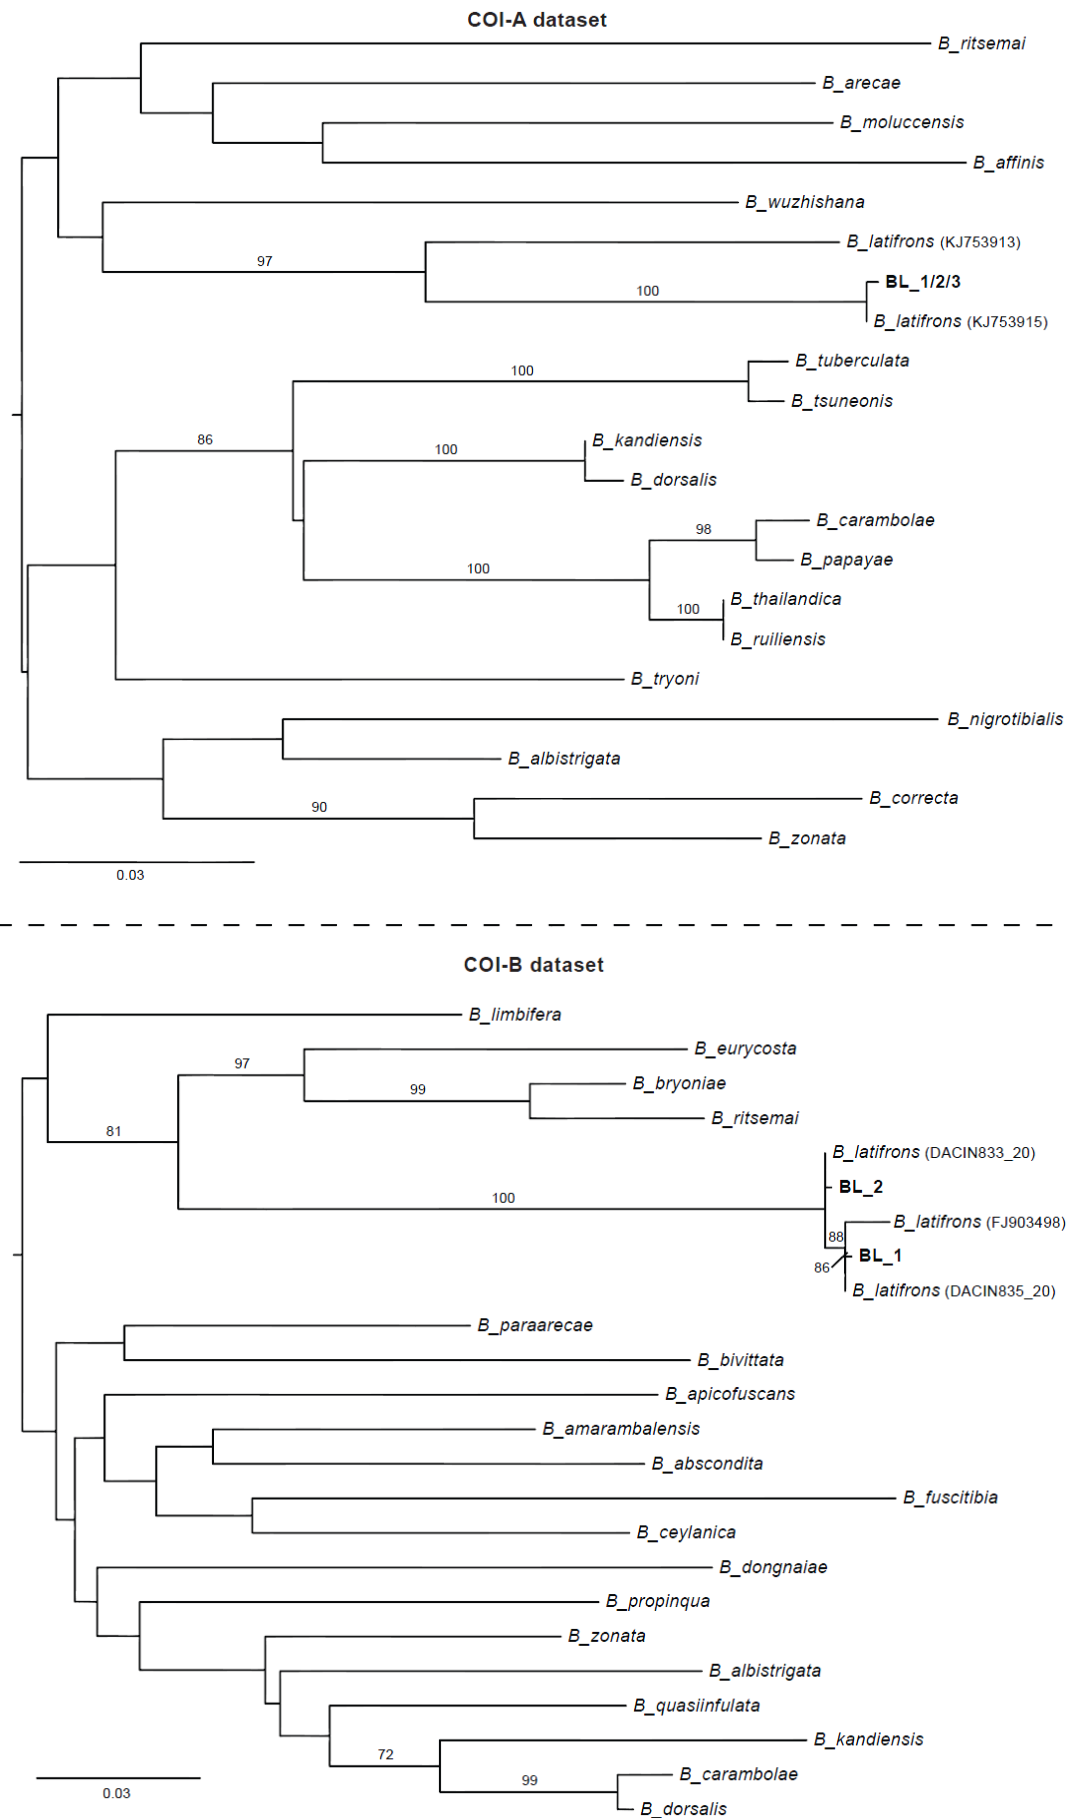 COI-A dataset
B_ritsemai
B_arecae
B_moluccensis
B_affinis
B_wuzhishana
B_latifrons (KJ753913)
97
BL_1/2/3
100
B_latifrons (KJ753915)
B_tuberculata
100
B_tsuneonis
B_kandiensis
86
100
B_dorsalis
B_carambolae
98
B_papayae
100
B_thailandica
100
B_ruiliensis
B_tryoni
B_nigrotibialis
B_albistrigata
B_correcta
90
B_zonata
0.03
COI-B dataset
B_limbifera
B_eurycosta
97
B_bryoniae
99
B_ritsemai
81
B_latifrons (DACIN833_20)
BL_2
100
B_latifrons (FJ903498)
88
BL_1
86
B_latifrons (DACIN835_20)
B_paraarecae
B_bivittata
B_apicofuscans
B_amarambalensis
B_abscondita
B_fuscitibia
B_ceylanica
B_dongnaiae
B_propinqua
B_zonata
B_albistrigata
B_quasiinfulata
B_kandiensis
72
B_carambolae
99
B_dorsalis
0.03